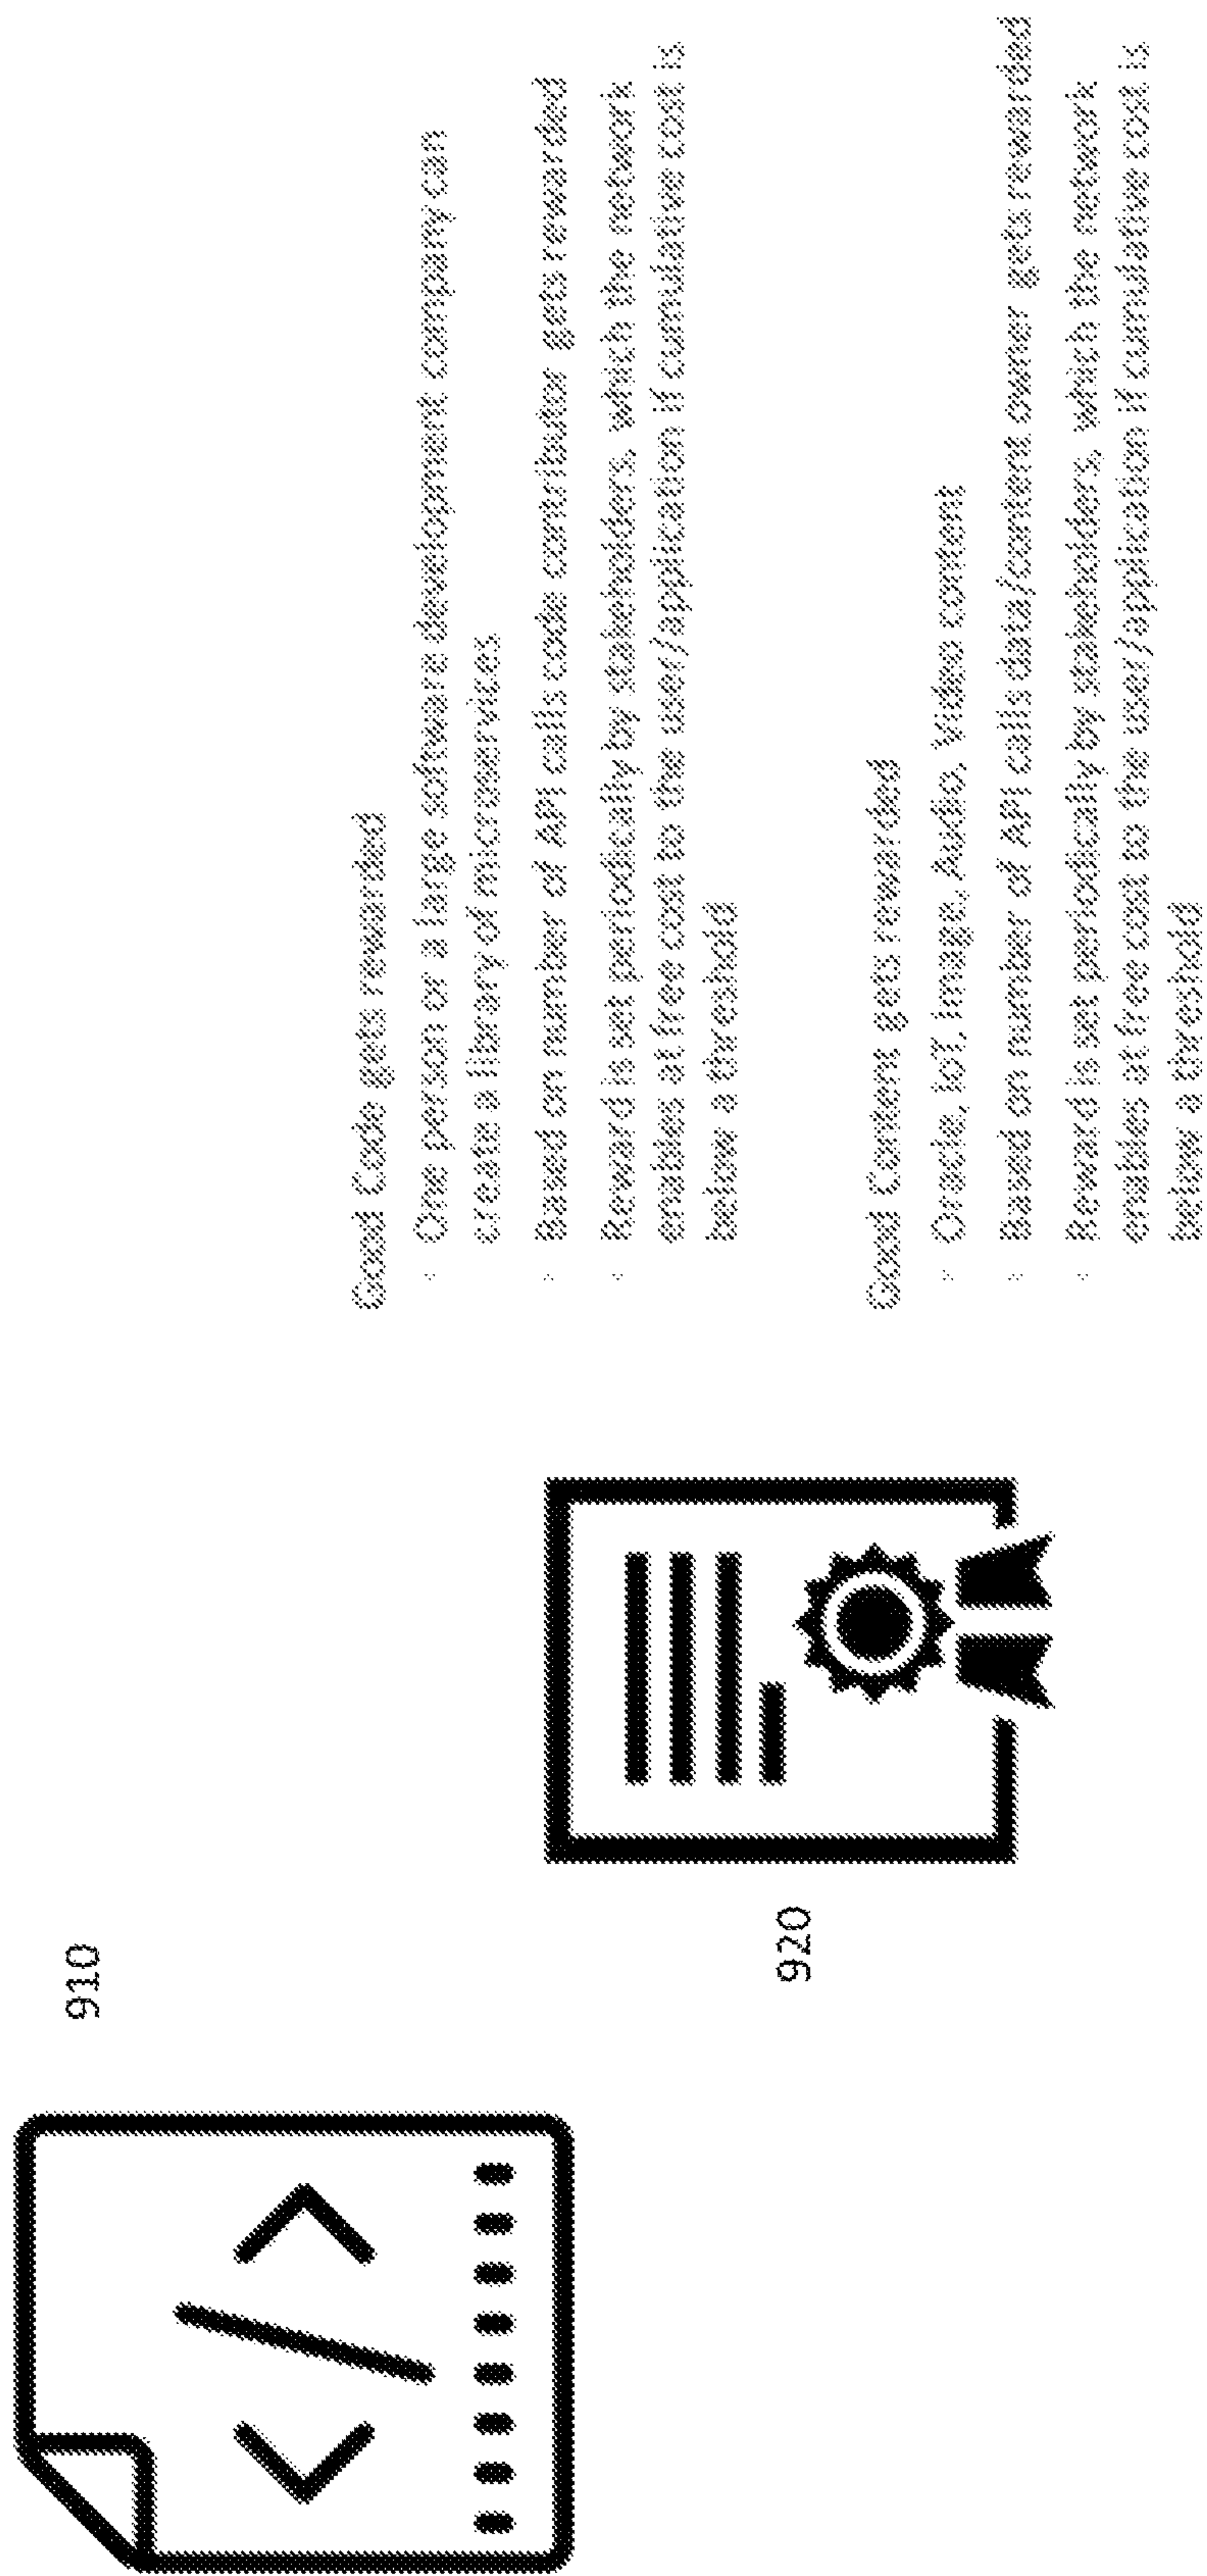 910
920
Good Code gets rewarded
One person or a large software development company can
create a library of microservices
Based on number of API calls code contributor gets rewarded
Reward is set periodically by stakeholders, which the network
enables at free cost to the user/application if cumulative cost is
below a threshold
Good Content gets rewarded
Oracle, IoT, Image, Audio, Video content
Based on number of API calls data/content owner gets rewarded
Reward is set periodically by stakeholders, which the network
enables at free cost to the user/application if cumulative cost is
below a threshold